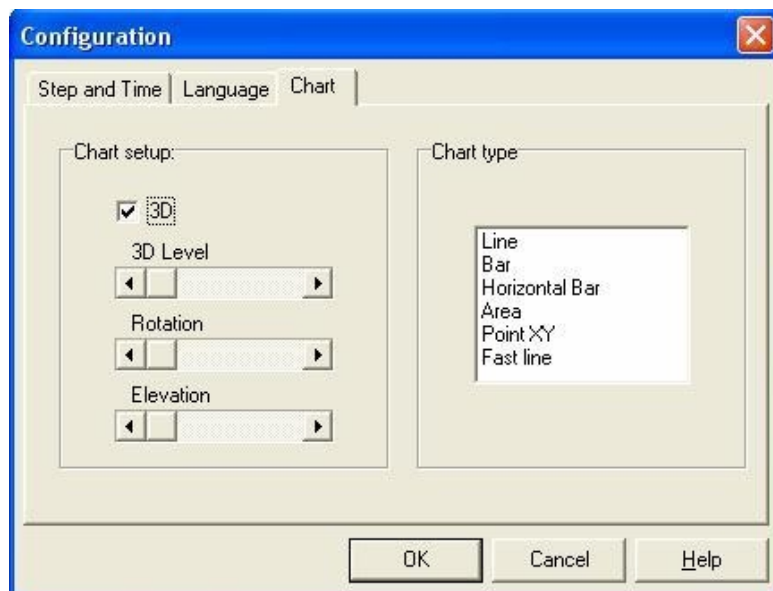 Configuration
Step and Time Language Chart
Chart setup:
3D
3D Level
Rotation
Elevation
Chart type
Line
Bar
Horizontal Bar
Area
Point XY
Fast line
OK Cancel Help